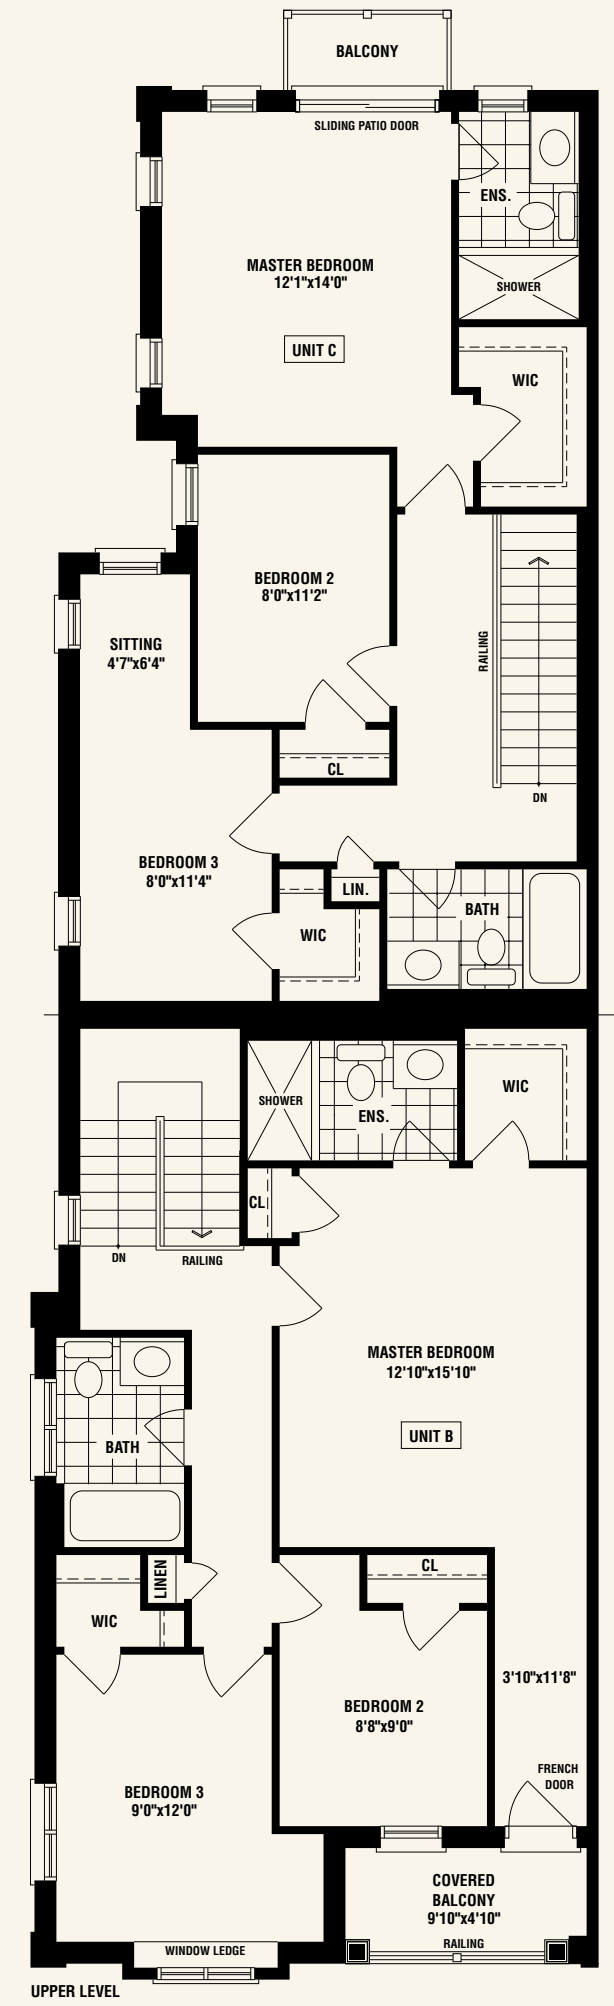 BALCONY
SLIDING PATIO DOOR
ENS.
MASTER BEDROOM
12'1"x14'0"
SHOWER
UNIT C
WIC
BEDROOM 2
8'0"x11'2"
SITTING
4'7"x6'4"
RAILING
CL
DN
BEDROOM 3
8'0"x11'4"
LIN.
BATH
WIC
WIC
SHOWER
ENS.
CL
DN
RAILING
MASTER BEDROOM
12'10"x15'10"
UNIT B
BATH
CL
LINEN
WIC
3'10"x11'8"
BEDROOM 2
8'8"x9'0"
FRENCH
DOOR
BEDROOM 3
9'0"x12'0"
COVERED
BALCONY
9'10"x4'10"
RAILING
WINDOW LEDGE
UPPER LEVEL